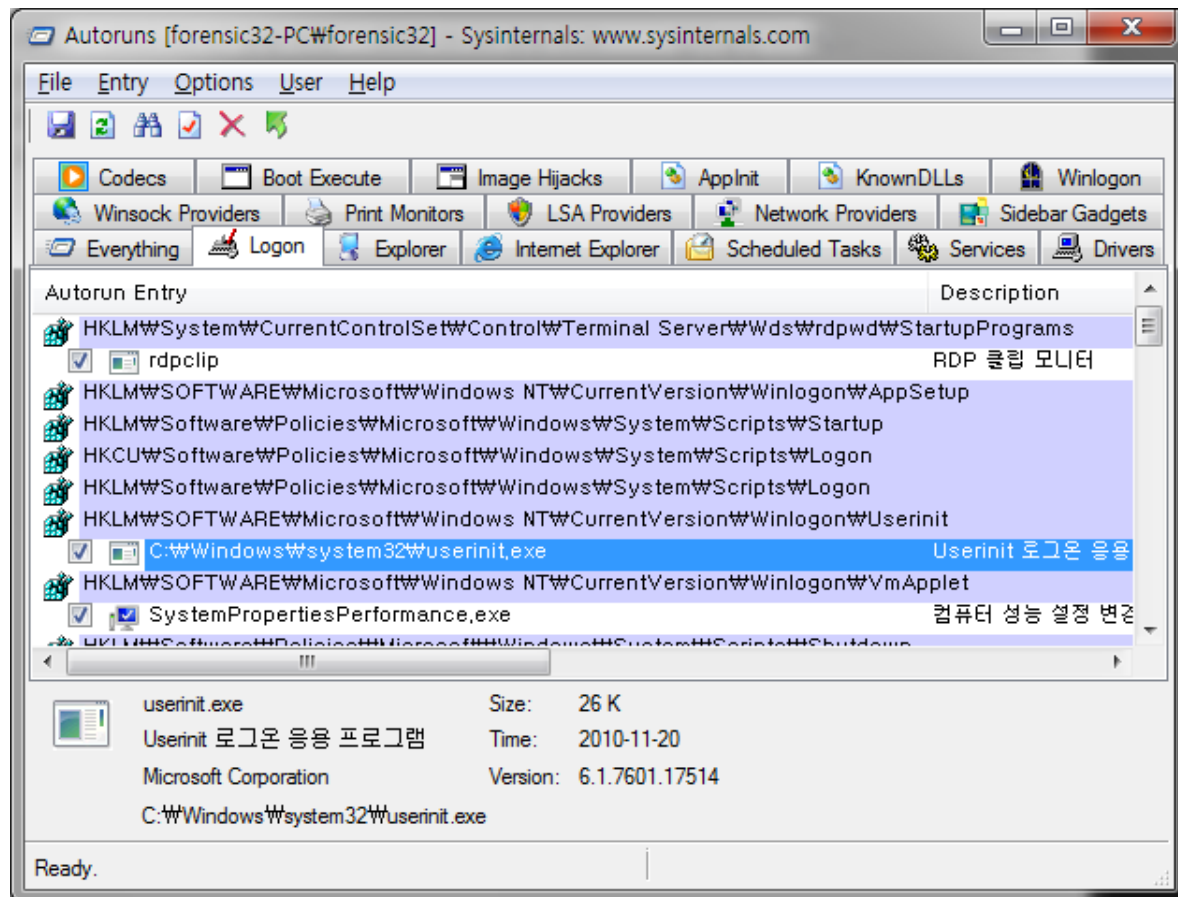 Autoruns [forensic32-PC₩forensic32] - Sysinternals: www.sysinternals.com
File Entry Options User Help
Codecs Boot Execute Image Hijacks AppInit KnownDLLs Winlogon
Winsock Providers Print Monitors LSA Providers Network Providers Sidebar Gadgets
Everything Logon Explorer Internet Explorer Scheduled Tasks Services Drivers
Autorun Entry Description
HKLM₩System₩CurrentControlSet₩Control₩Terminal Server₩Wds₩rdpwd₩StartupPrograms
rdpclip RDP 클립 모니터
HKLM₩SOFTWARE₩Microsoft₩Windows NT₩CurrentVersion₩Winlogon₩AppSetup
HKLM₩Software₩Policies₩Microsoft₩Windows₩System₩Scripts₩Startup
HKCU₩Software₩Policies₩Microsoft₩Windows₩System₩Scripts₩Logon
HKLM₩Software₩Policies₩Microsoft₩Windows₩System₩Scripts₩Logon
HKLM₩SOFTWARE₩Microsoft₩Windows NT₩CurrentVersion₩Winlogon₩Userinit
C:₩Windows₩system32₩userinit.exe Userinit 로그온 응용
HKLM₩SOFTWARE₩Microsoft₩Windows NT₩CurrentVersion₩Winlogon₩VmApplet
SystemPropertiesPerformance.exe 컴퓨터 성능 설정 변경
HKLM₩Software₩Policies₩Microsoft₩Windows₩System₩Scripts₩Shutdown
userinit.exe Size: 26 K
Userinit 로그온 응용 프로그램 Time: 2010-11-20
Microsoft Corporation Version: 6.1.7601.17514
C:₩Windows₩system32₩userinit.exe
Ready.